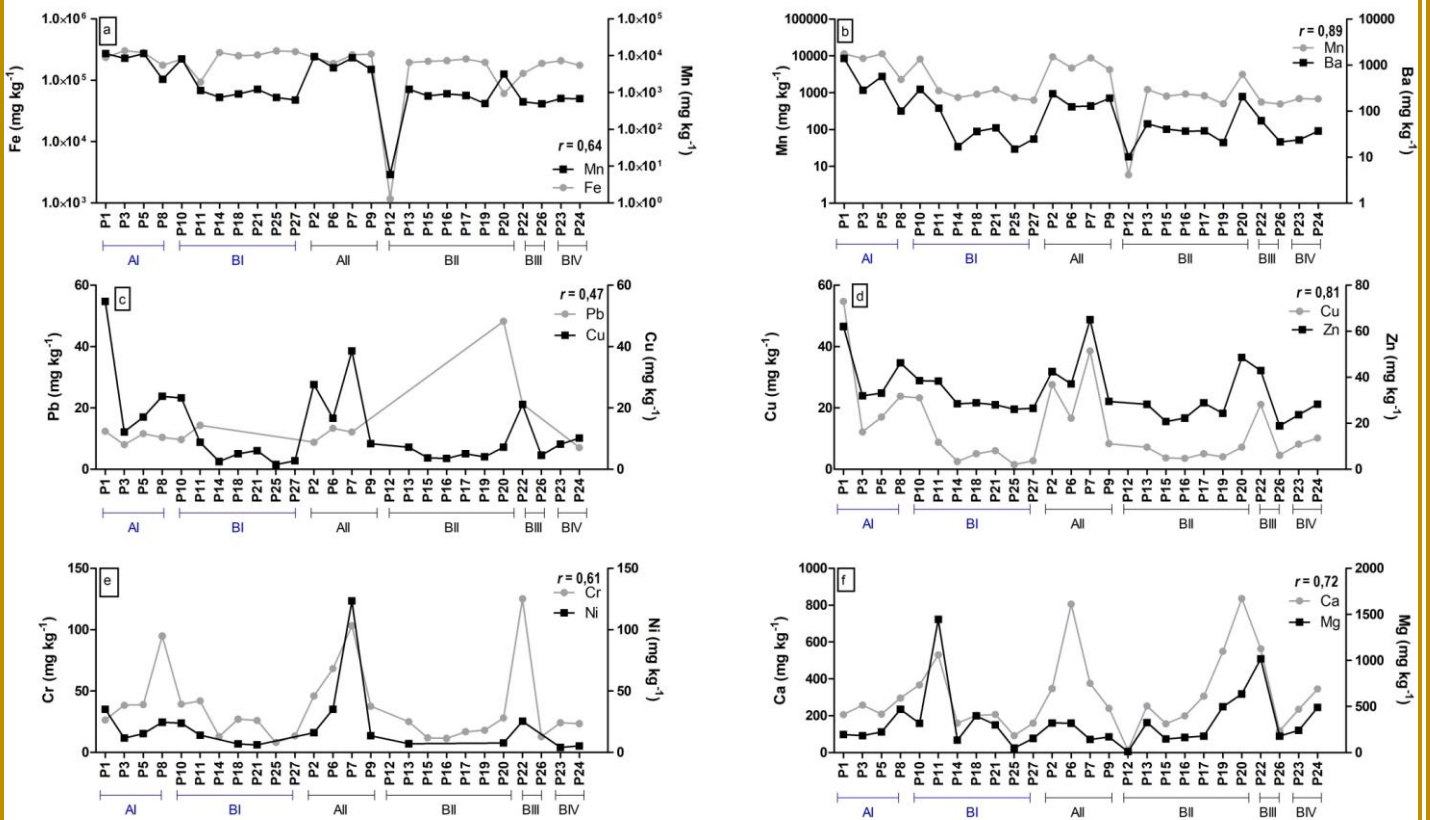 a
1.0×10⁶
1.0×10⁵
1.0×10⁴
1.0×10³
Fe (mg kg⁻¹)
1.0×10⁵
1.0×10⁴
1.0×10³
1.0×10²
1.0×10¹
1.0×10⁰
Mn (mg kg⁻¹)
r = 0,64
Mn
Fe
P1 P3 P5 P8 P10 P11 P14 P18 P21 P25 P27 P2 P6 P7 P9 P12 P13 P15 P16 P17 P19 P20 P22 P26 P23 P24
AI BI AII BII BIII BIV
b
100000
10000
1000
100
10
1
Mn (mg kg⁻¹)
10000
1000
100
10
1
Ba (mg kg⁻¹)
r = 0,89
Mn
Ba
P1 P3 P5 P8 P10 P11 P14 P18 P21 P25 P27 P2 P6 P7 P9 P12 P13 P15 P16 P17 P19 P20 P22 P26 P23 P24
AI BI AII BII BIII BIV
c
60
40
20
0
Pb (mg kg⁻¹)
60
40
20
0
Cu (mg kg⁻¹)
r = 0,47
Pb
Cu
P1 P3 P5 P8 P10 P11 P14 P18 P21 P25 P27 P2 P6 P7 P9 P12 P13 P15 P16 P17 P19 P20 P22 P26 P23 P24
AI BI AII BII BIII BIV
d
60
40
20
0
Cu (mg kg⁻¹)
80
60
40
20
0
Zn (mg kg⁻¹)
r = 0,81
Cu
Zn
P1 P3 P5 P8 P10 P11 P14 P18 P21 P25 P27 P2 P6 P7 P9 P12 P13 P15 P16 P17 P19 P20 P22 P26 P23 P24
AI BI AII BII BIII BIV
e
150
100
50
0
Cr (mg kg⁻¹)
150
100
50
0
Ni (mg kg⁻¹)
r = 0,61
Cr
Ni
P1 P3 P5 P8 P10 P11 P14 P18 P21 P25 P27 P2 P6 P7 P9 P12 P13 P15 P16 P17 P19 P20 P22 P26 P23 P24
AI BI AII BII BIII BIV
f
1000
800
600
400
200
0
Ca (mg kg⁻¹)
2000
1500
1000
500
0
Mg (mg kg⁻¹)
r = 0,72
Ca
Mg
P1 P3 P5 P8 P10 P11 P14 P18 P21 P25 P27 P2 P6 P7 P9 P12 P13 P15 P16 P17 P19 P20 P22 P26 P23 P24
AI BI AII BII BIII BIV